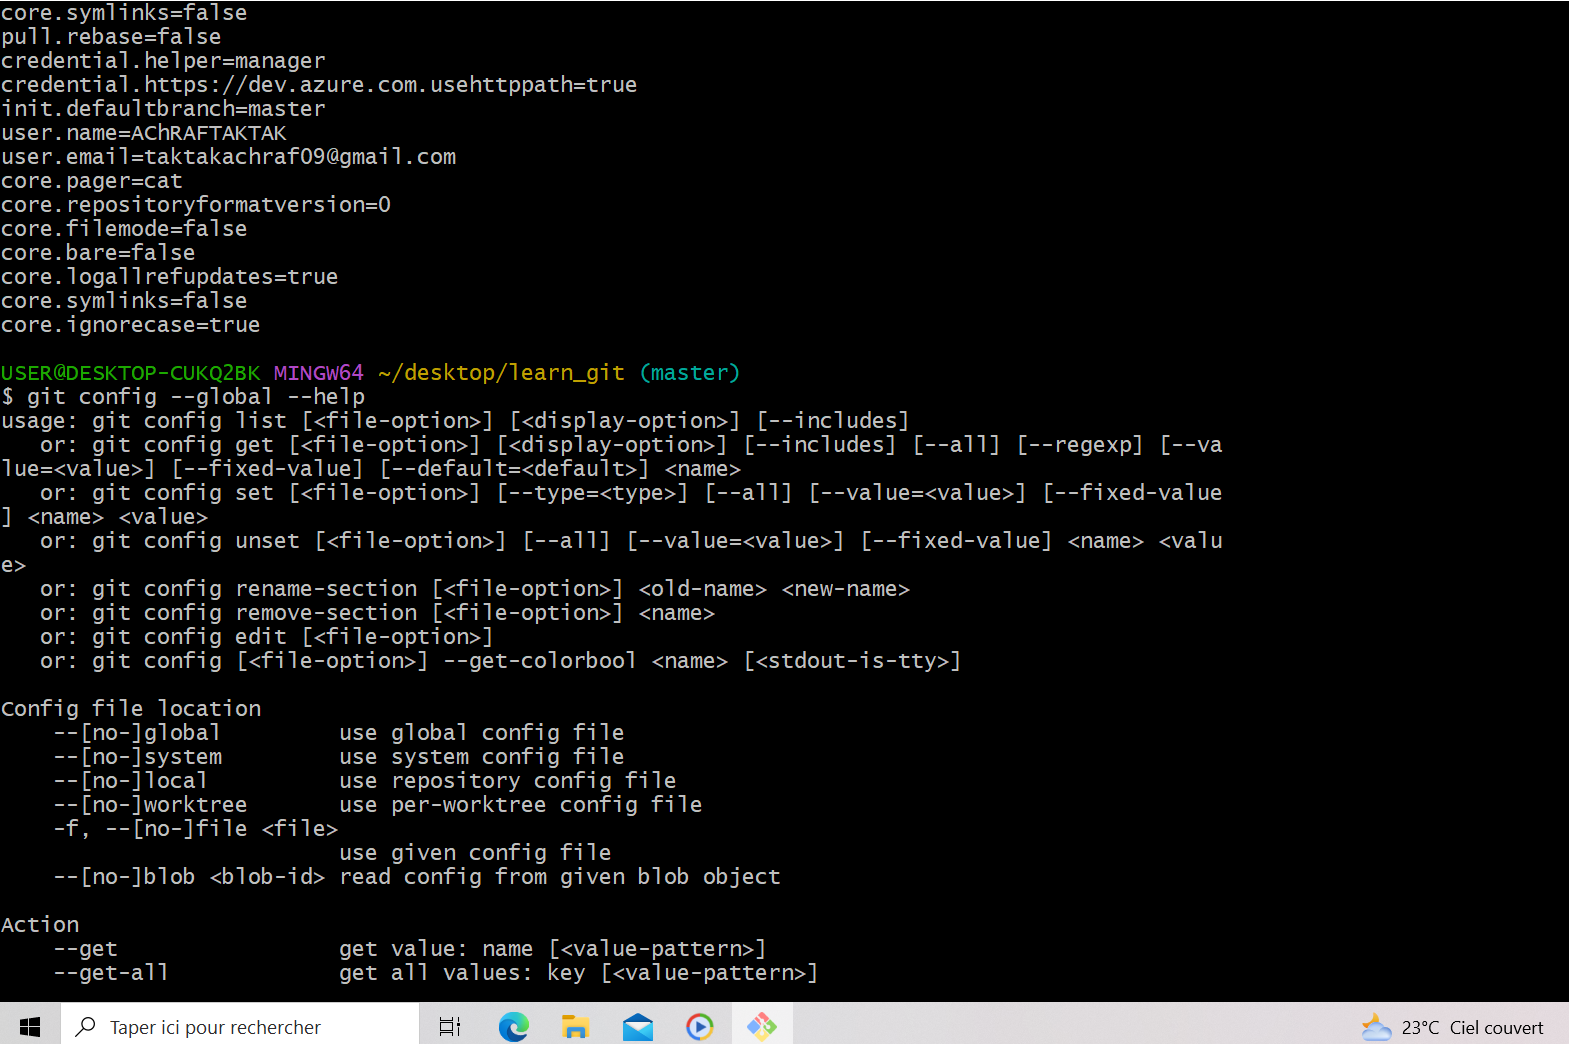 core.symlinks=false
pull.rebase=false
credential.helper=manager
credential.https://dev.azure.com.usehttppath=true
init.defaultbranch=master
user.name=AChRAFTAKTAK
user.email=taktakachraf09@gmail.com
core.pager=cat
core.repositoryformatversion=0
core.filemode=false
core.bare=false
core.logallrefupdates=true
core.symlinks=false
core.ignorecase=true

USER@DESKTOP-CUKQ2BK MINGW64 ~/desktop/learn_git (master)
$ git config --global --help
usage: git config list [<file-option>] [<display-option>] [--includes]
   or: git config get [<file-option>] [<display-option>] [--includes] [--all] [--regexp] [--va
lue=<value>] [--fixed-value] [--default=<default>] <name>
   or: git config set [<file-option>] [--type=<type>] [--all] [--value=<value>] [--fixed-value
] <name> <value>
   or: git config unset [<file-option>] [--all] [--value=<value>] [--fixed-value] <name> <valu
e>
   or: git config rename-section [<file-option>] <old-name> <new-name>
   or: git config remove-section [<file-option>] <name>
   or: git config edit [<file-option>]
   or: git config [<file-option>] --get-colorbool <name> [<stdout-is-tty>]

Config file location
    --[no-]global         use global config file
    --[no-]system         use system config file
    --[no-]local          use repository config file
    --[no-]worktree       use per-worktree config file
    -f, --[no-]file <file>
                          use given config file
    --[no-]blob <blob-id> read config from given blob object

Action
    --get                 get value: name [<value-pattern>]
    --get-all             get all values: key [<value-pattern>]
Taper ici pour rechercher
23°C Ciel couvert